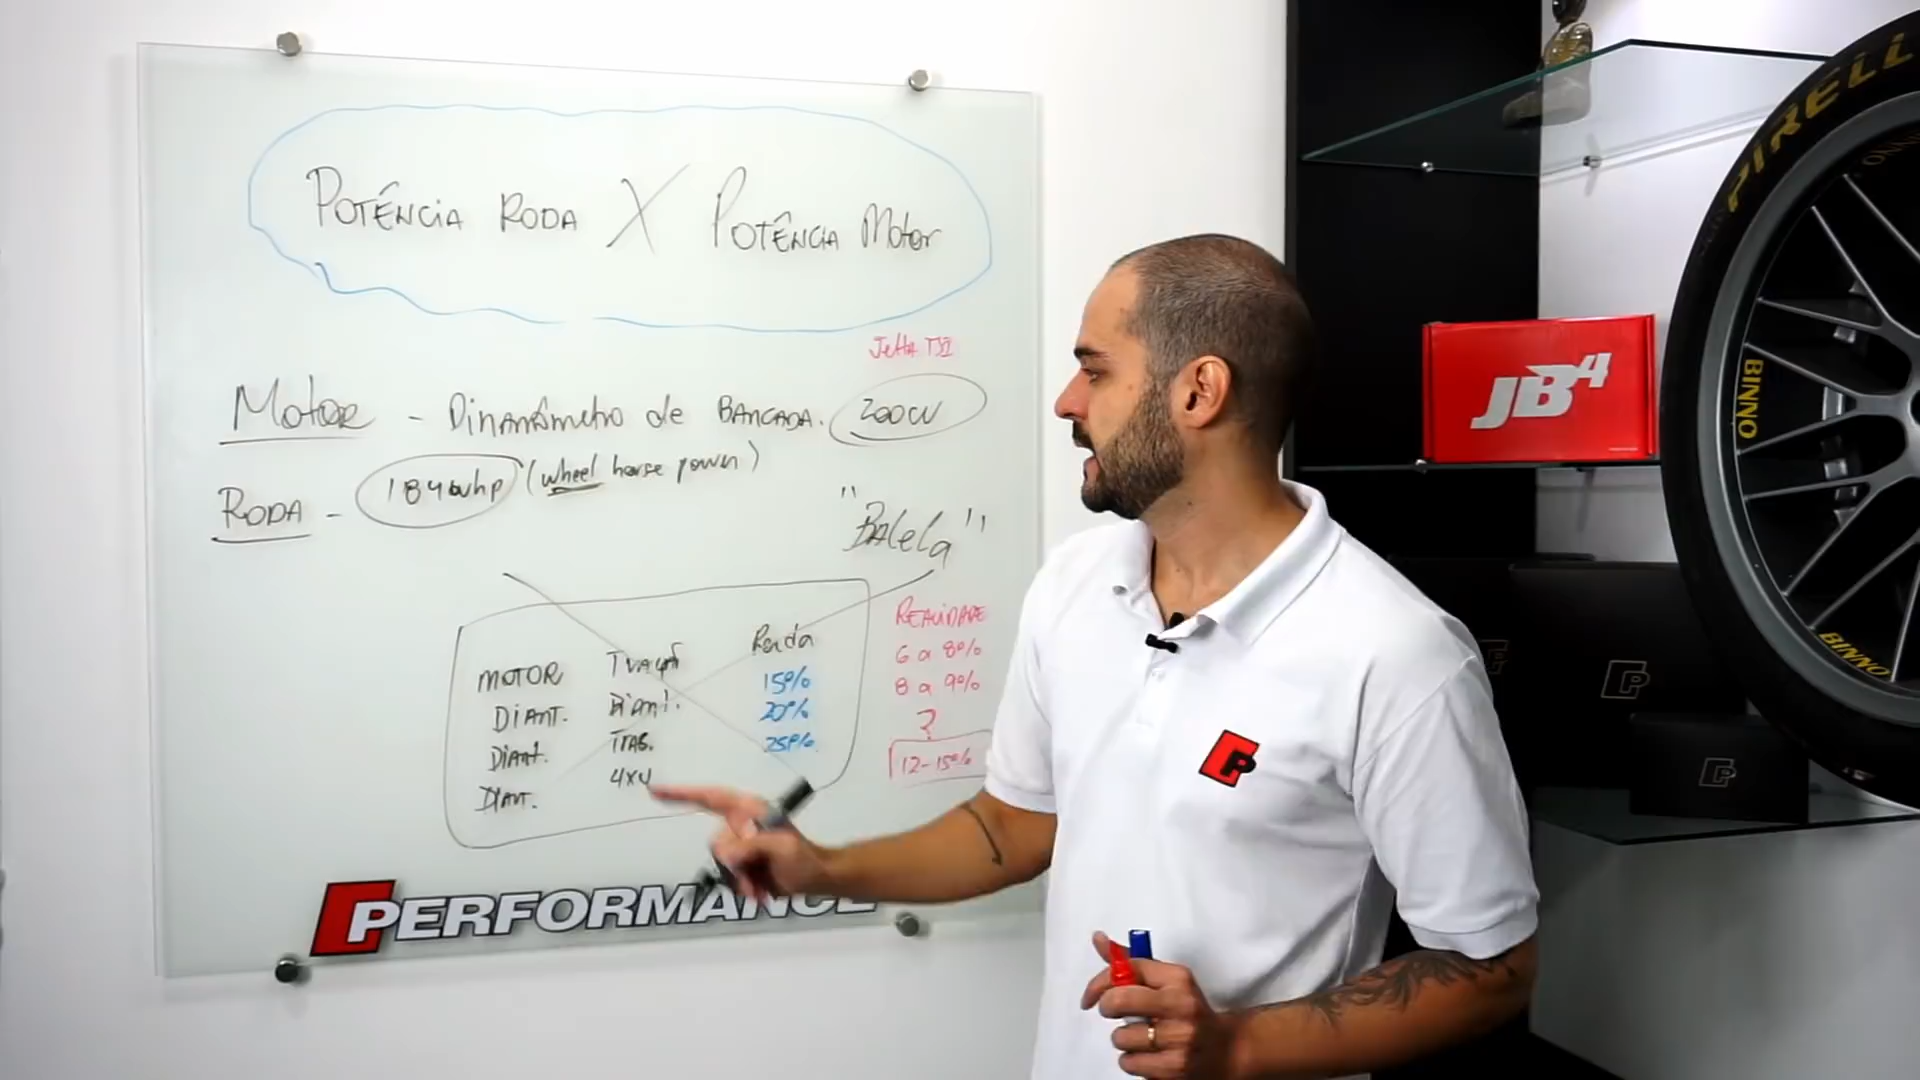 POTÊNCIA RODA X POTÊNCIA MOTOR
Jetta TSI
MOTOR - DINAMÔMETRO de BANCADA. 200cv
RODA - 184whp (wheel horse power)
"BALELA"
MOTOR TRAÇÃO Perda
DIANT. DIANT. 15%
DIANT. TRAS. 20%
DIANT. 4x4 25%
REALIDADE
6 a 8%
8 a 9%
?
12-15%
PERFORMANCE
JB4
PIRELLI
BINNO
BINNO
P